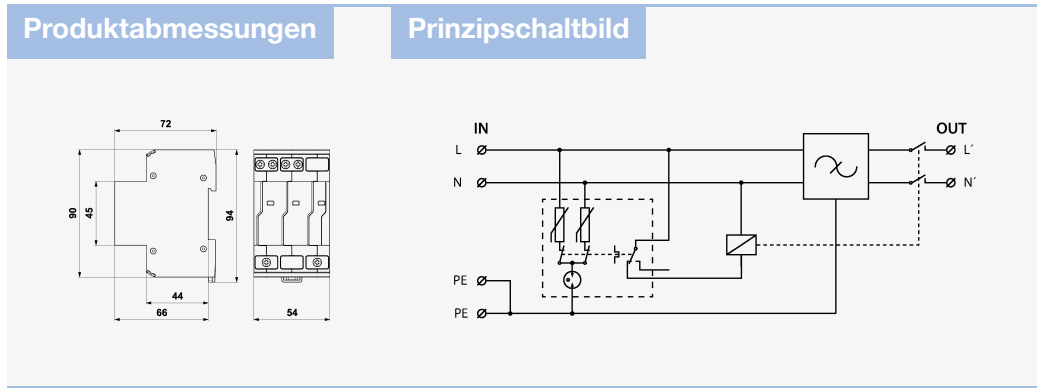 Produktabmessungen
Prinzipschaltbild
72
90
45
94
44
66
54
IN
OUT
L
L´
N
N´
PE
PE